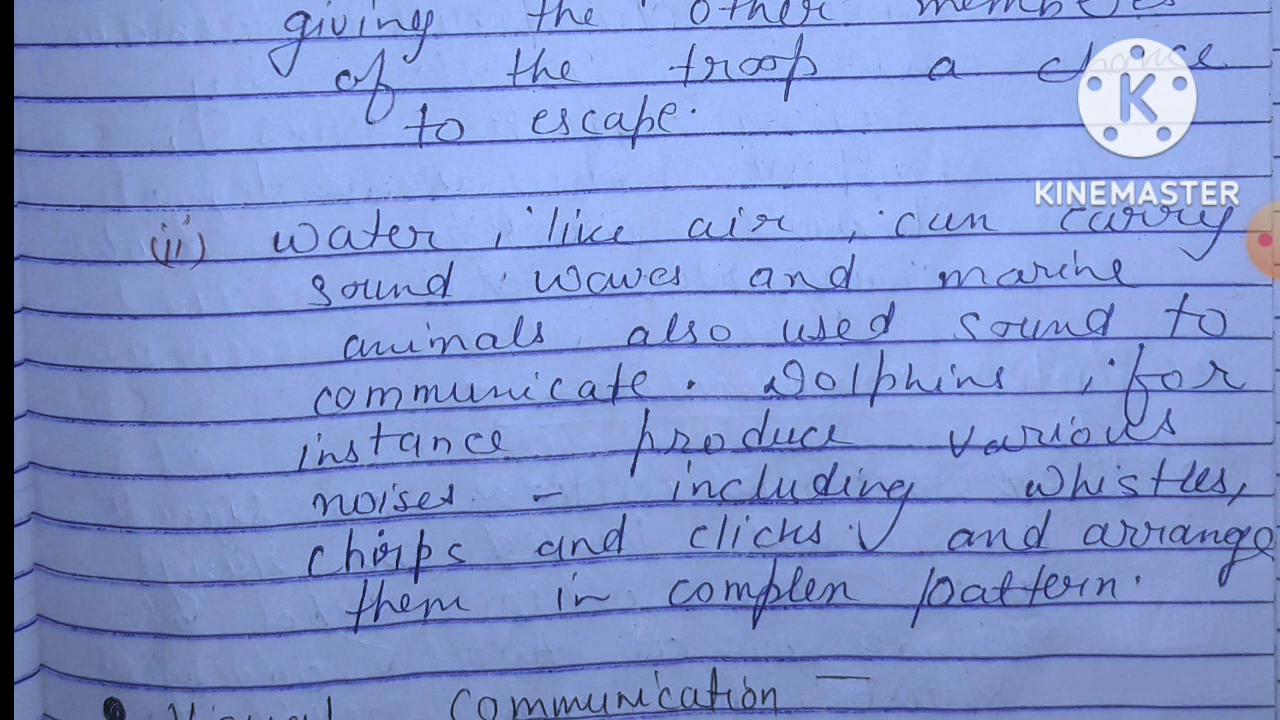 giving the other members
of the troop a chance
to escape.
K
KINEMASTER
(ii) water, like air, can carry
sound waves and marine
animals also used sound to
communicate. Dolphins, for
instance produce various
noises - including whistles,
chirps and clicks, and arrange
them in complex pattern.
• Visual communication -